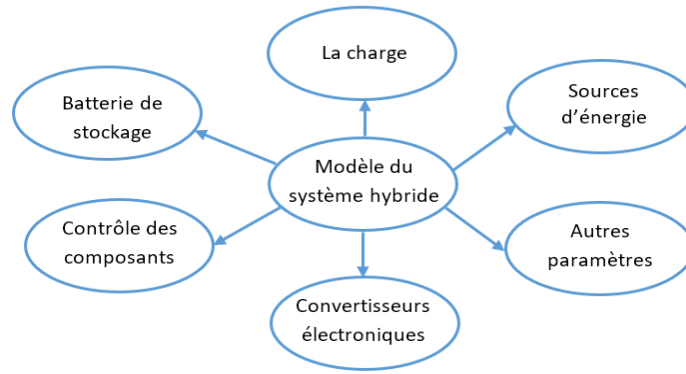 La charge
Batterie de
stockage
Sources
d'énergie
Modèle du
système hybride
Contrôle des
composants
Autres
paramètres
Convertisseurs
électroniques